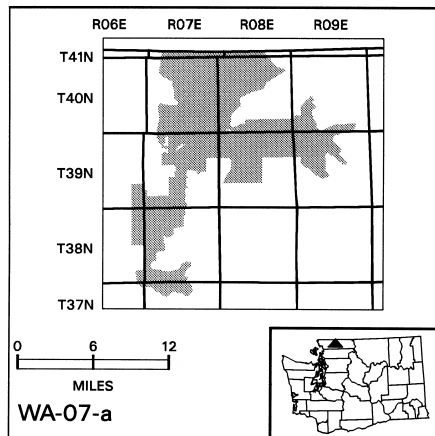 R06E R07E R08E R09E
T41N
T40N
T39N
T38N
T37N
0 6 12
MILES
WA-07-a